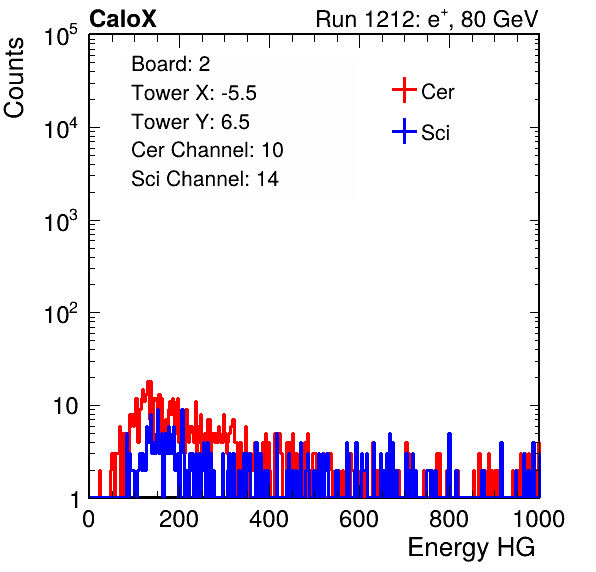 CaloX Run 1212: e⁺, 80 GeV
Counts
10⁵
10⁴
10³
10²
10
1
Board: 2
Tower X: -5.5
Tower Y: 6.5
Cer Channel: 10
Sci Channel: 14
Cer
Sci
0 200 400 600 800 1000
Energy HG